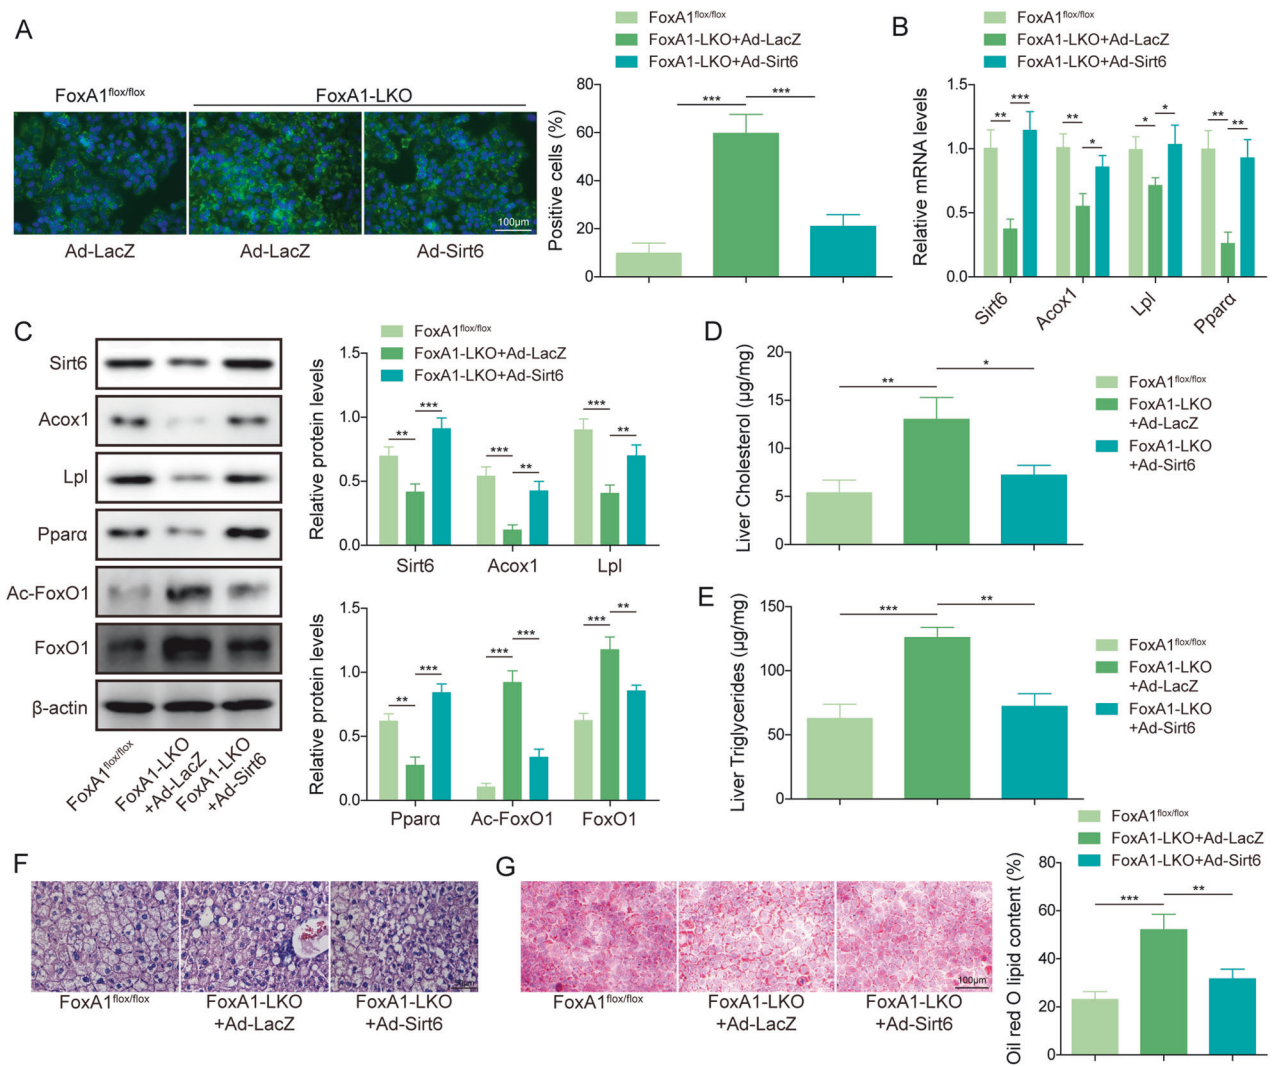 A
FoxA1flox/flox
FoxA1-LKO
Ad-LacZ
Ad-LacZ
Ad-Sirt6
100μm
FoxA1flox/flox
FoxA1-LKO+Ad-LacZ
FoxA1-LKO+Ad-Sirt6
Positive cells (%)
80
60
40
20
0
***
***
B
FoxA1flox/flox
FoxA1-LKO+Ad-LacZ
FoxA1-LKO+Ad-Sirt6
Relative mRNA levels
1.5
1.0
0.5
0.0
** ***
** *
* *
** **
Sirt6
Acox1
Lpl
Pparα
C
Sirt6
Acox1
Lpl
Pparα
Ac-FoxO1
FoxO1
β-actin
FoxA1flox/flox
FoxA1-LKO
+Ad-LacZ
FoxA1-LKO
+Ad-Sirt6
FoxA1flox/flox
FoxA1-LKO+Ad-LacZ
FoxA1-LKO+Ad-Sirt6
Relative protein levels
1.5
1.0
0.5
0.0
** ***
*** **
*** **
Sirt6
Acox1
Lpl
Relative protein levels
1.5
1.0
0.5
0.0
** ***
*** ***
*** **
Pparα
Ac-FoxO1
FoxO1
D
Liver Cholesterol (μg/mg)
20
15
10
5
0
**
*
FoxA1flox/flox
FoxA1-LKO
+Ad-LacZ
FoxA1-LKO
+Ad-Sirt6
E
Liver Triglycerides (μg/mg)
150
100
50
0
***
**
FoxA1flox/flox
FoxA1-LKO
+Ad-LacZ
FoxA1-LKO
+Ad-Sirt6
F
FoxA1flox/flox
FoxA1-LKO
+Ad-LacZ
FoxA1-LKO
+Ad-Sirt6
G
100μm
FoxA1flox/flox
FoxA1-LKO
+Ad-LacZ
FoxA1-LKO
+Ad-Sirt6
FoxA1flox/flox
FoxA1-LKO+Ad-LacZ
FoxA1-LKO+Ad-Sirt6
Oil red O lipid content (%)
80
60
40
20
0
***
**